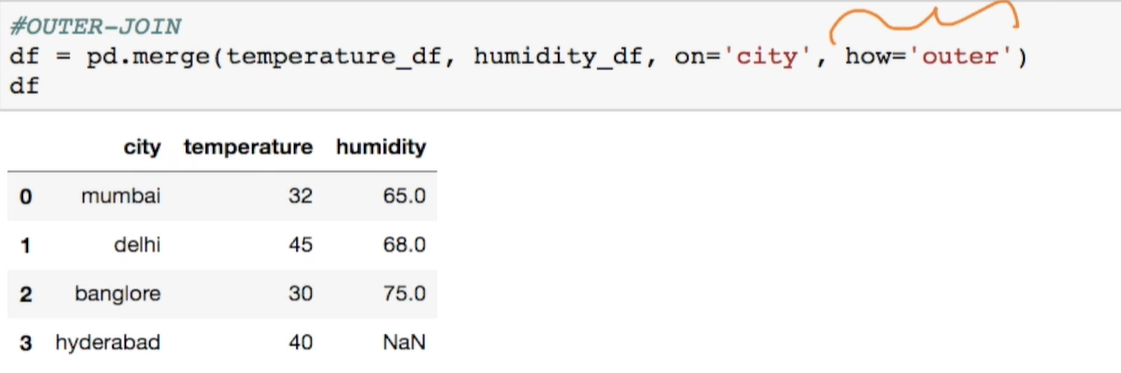 #OUTER-JOIN
df = pd.merge(temperature_df, humidity_df, on='city', how='outer')
df
city temperature humidity
0 mumbai 32 65.0
1 delhi 45 68.0
2 banglore 30 75.0
3 hyderabad 40 NaN